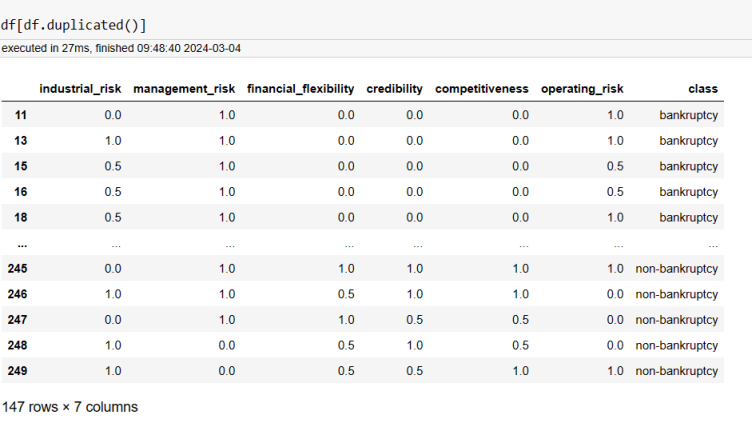 df[df.duplicated()]
executed in 27ms, finished 09:48:40 2024-03-04
industrial_risk management_risk financial_flexibility credibility competitiveness operating_risk class
11 0.0 1.0 0.0 0.0 0.0 1.0 bankruptcy
13 1.0 1.0 0.0 0.0 0.0 1.0 bankruptcy
15 0.5 1.0 0.0 0.0 0.0 0.5 bankruptcy
16 0.5 1.0 0.0 0.0 0.0 0.5 bankruptcy
18 0.5 1.0 0.0 0.0 0.0 1.0 bankruptcy
... ... ... ... ... ... ... ...
245 0.0 1.0 1.0 1.0 1.0 1.0 non-bankruptcy
246 1.0 1.0 0.5 1.0 1.0 0.0 non-bankruptcy
247 0.0 1.0 1.0 0.5 0.5 0.0 non-bankruptcy
248 1.0 0.0 0.5 1.0 0.5 0.0 non-bankruptcy
249 1.0 0.0 0.5 0.5 1.0 1.0 non-bankruptcy
147 rows × 7 columns